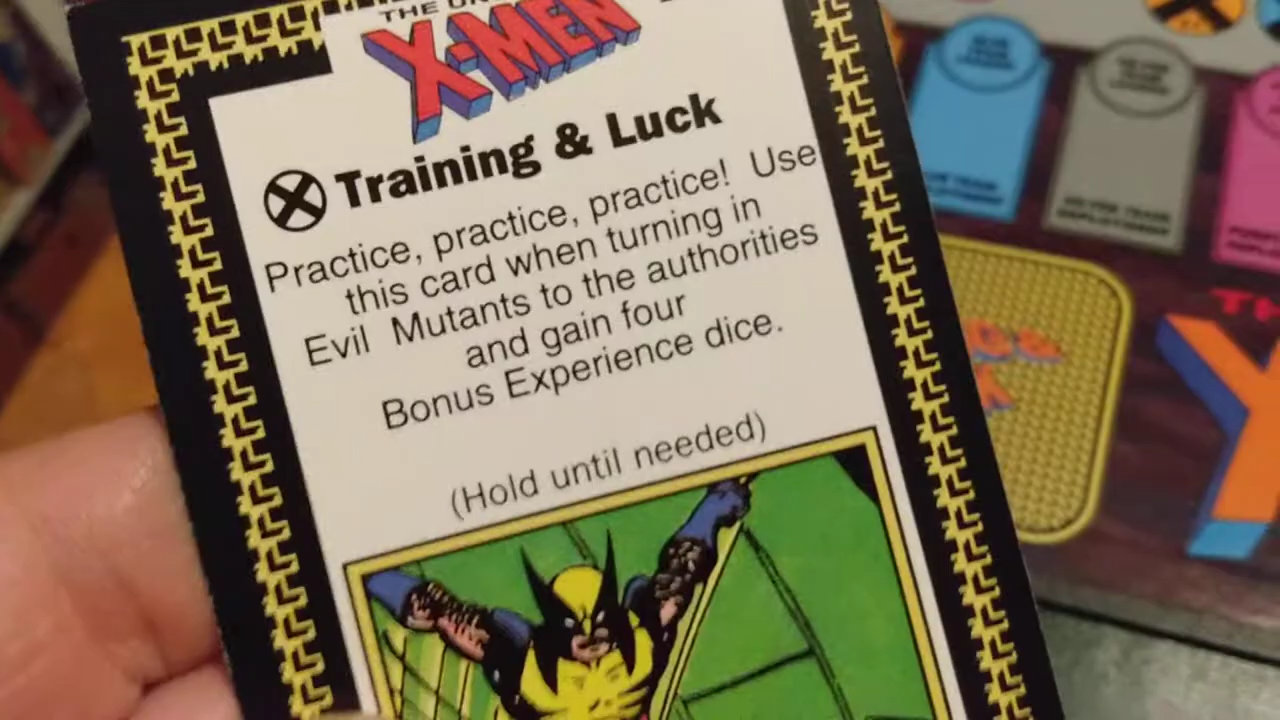 THE
X-MEN
Training & Luck
Practice, practice, practice! Use
this card when turning in
Evil Mutants to the authorities
and gain four
Bonus Experience dice.
(Hold until needed)